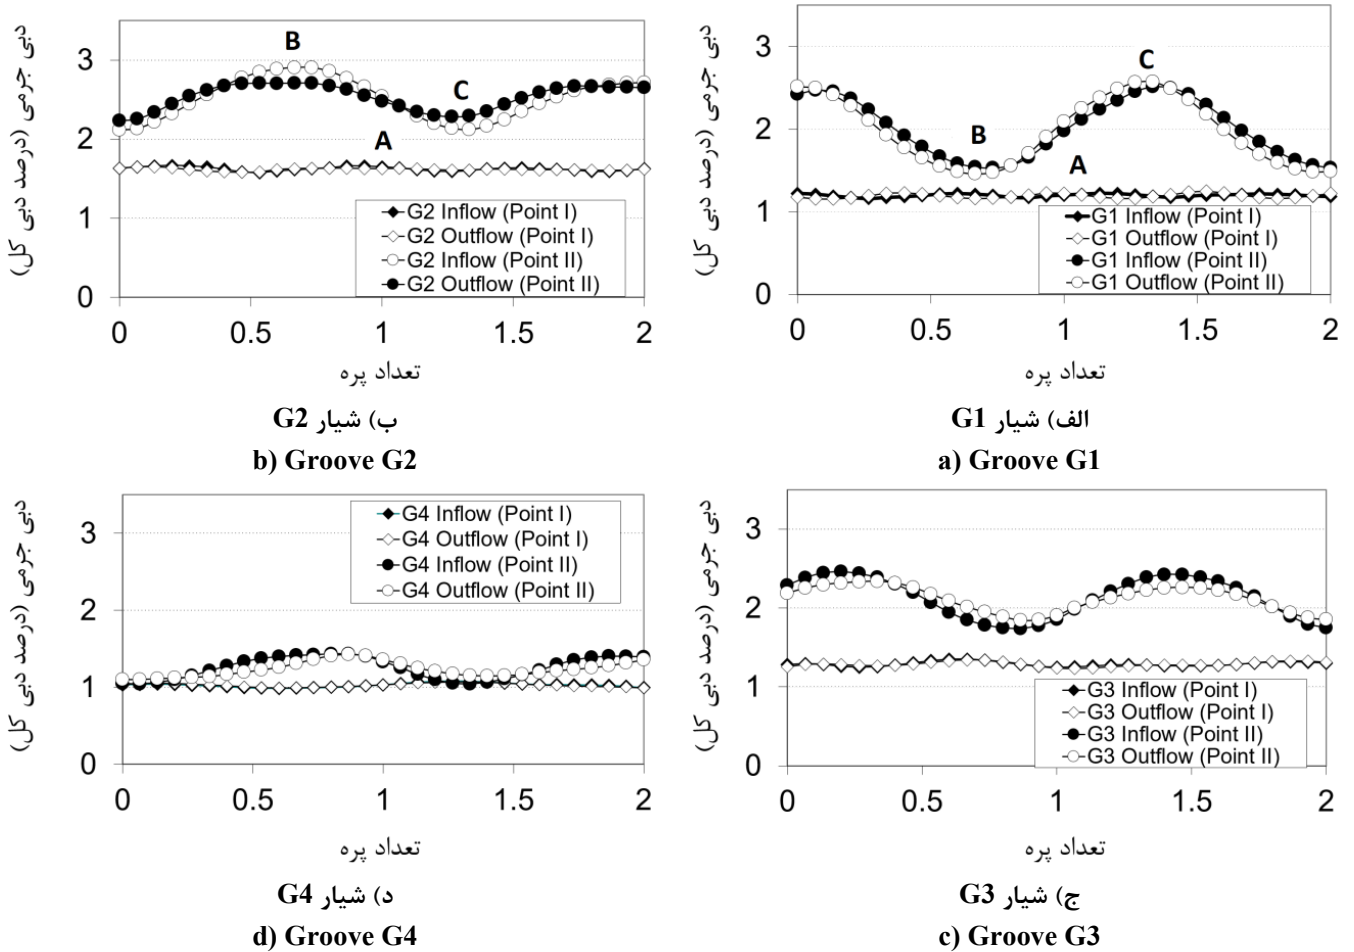 دبی جرمی (درصد دبی کل)
3
2
1
0
C
B
A
G1 Inflow (Point I)
G1 Outflow (Point I)
G1 Inflow (Point II)
G1 Outflow (Point II)
0 0.5 1 1.5 2
تعداد پره
الف) شیار G1
a) Groove G1
دبی جرمی (درصد دبی کل)
3
2
1
0
B
C
A
G2 Inflow (Point I)
G2 Outflow (Point I)
G2 Inflow (Point II)
G2 Outflow (Point II)
0 0.5 1 1.5 2
تعداد پره
ب) شیار G2
b) Groove G2
دبی جرمی (درصد دبی کل)
3
2
1
0
G3 Inflow (Point I)
G3 Outflow (Point I)
G3 Inflow (Point II)
G3 Outflow (Point II)
0 0.5 1 1.5 2
تعداد پره
ج) شیار G3
c) Groove G3
دبی جرمی (درصد دبی کل)
3
2
1
0
G4 Inflow (Point I)
G4 Outflow (Point I)
G4 Inflow (Point II)
G4 Outflow (Point II)
0 0.5 1 1.5 2
تعداد پره
د) شیار G4
d) Groove G4